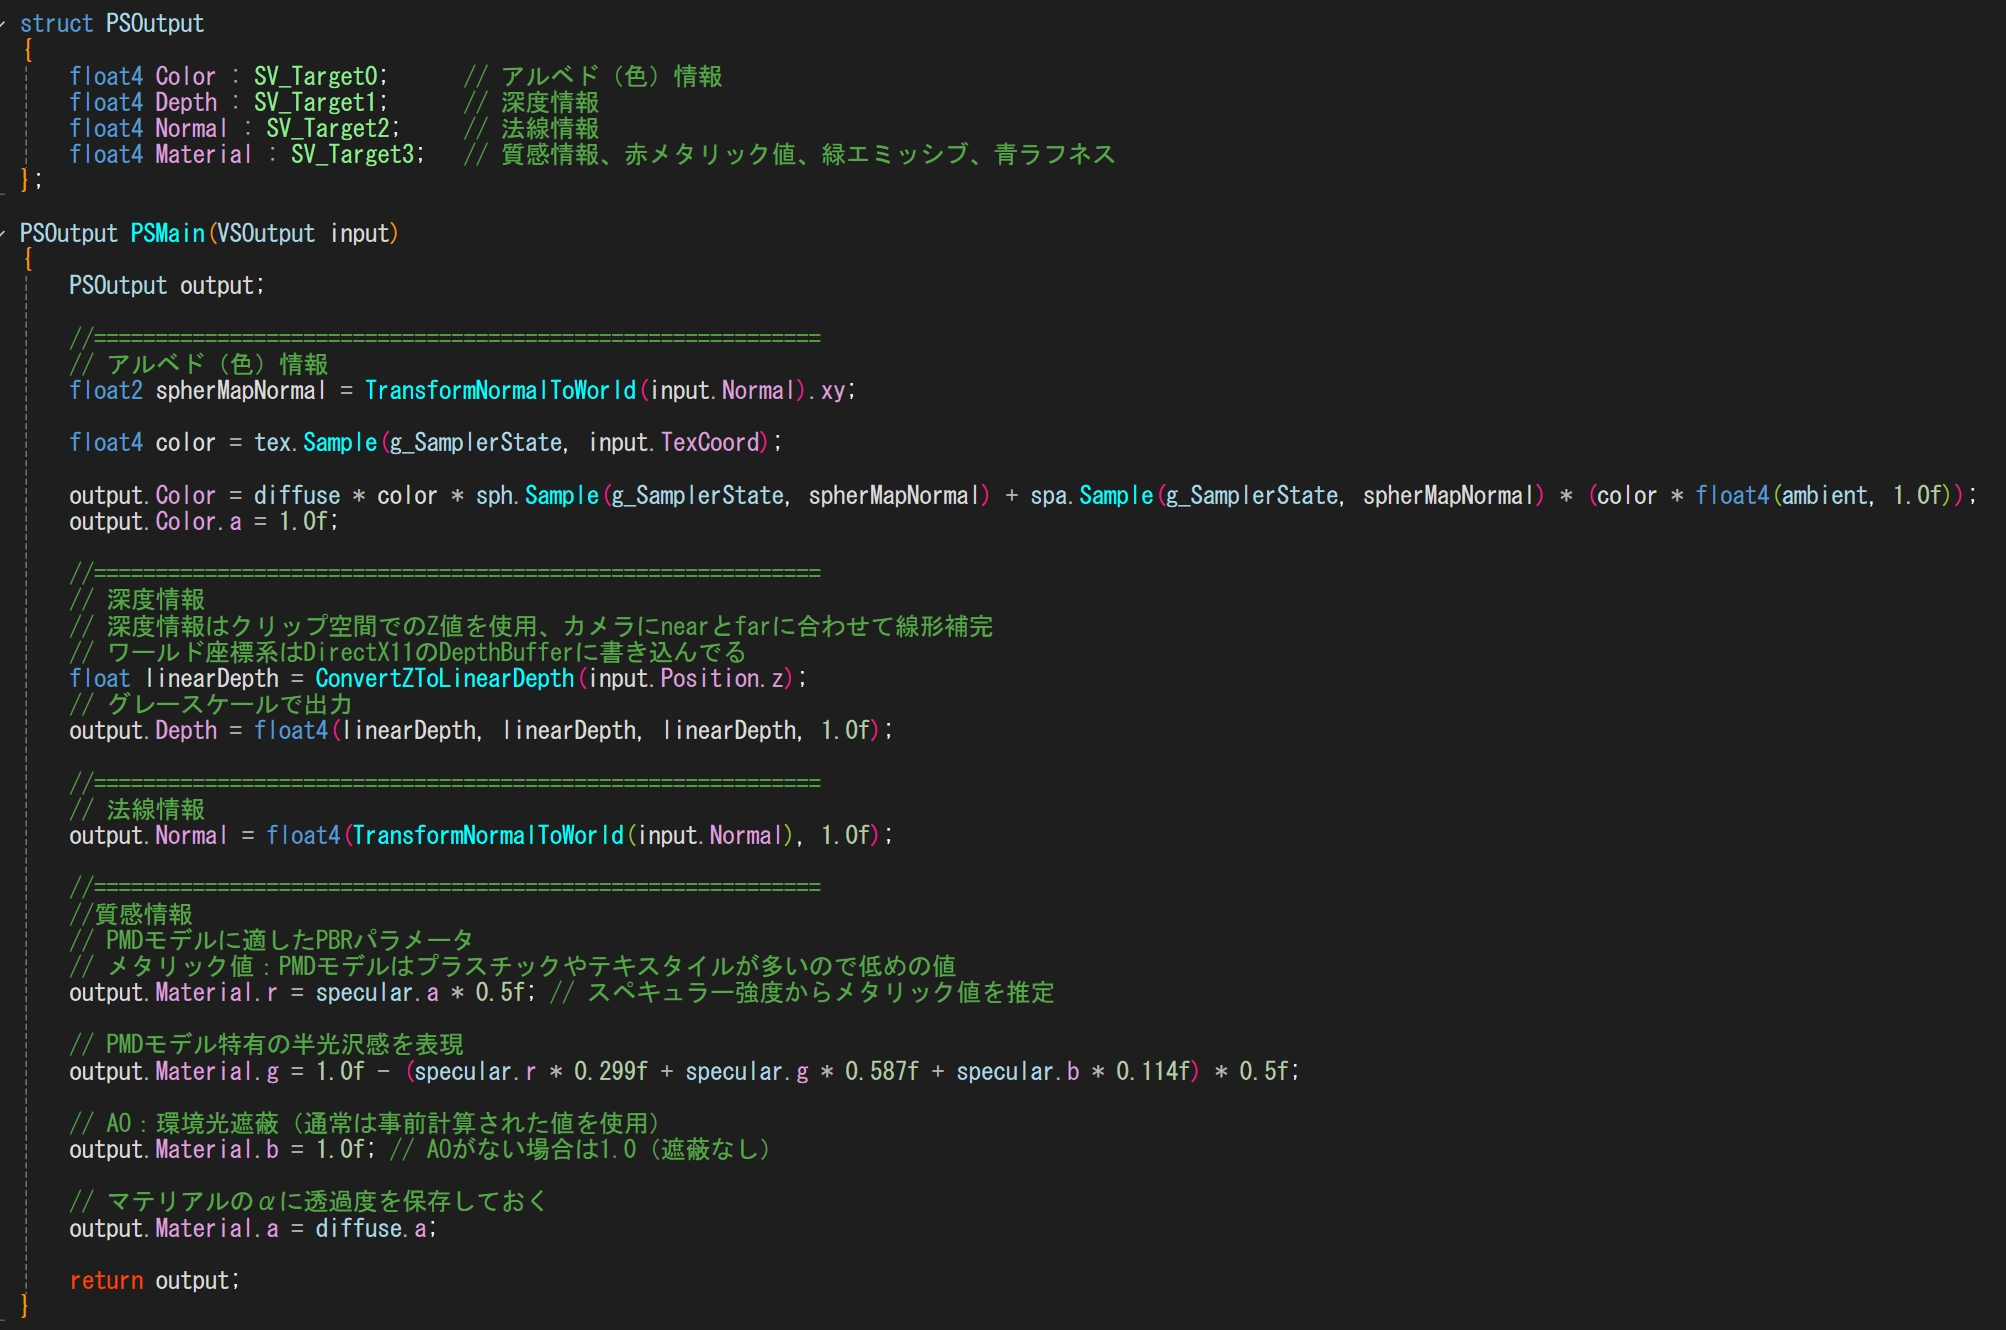 struct PSOutput
{
    float4 Color : SV_Target0;      // アルベド（色）情報
    float4 Depth : SV_Target1;      // 深度情報
    float4 Normal : SV_Target2;     // 法線情報
    float4 Material : SV_Target3;   // 質感情報、赤メタリック値、緑エミッシブ、青ラフネス
};

PSOutput PSMain(VSOutput input)
{
    PSOutput output;

    //===========================================================
    // アルベド（色）情報
    float2 spherMapNormal = TransformNormalToWorld(input.Normal).xy;

    float4 color = tex.Sample(g_SamplerState, input.TexCoord);

    output.Color = diffuse * color * sph.Sample(g_SamplerState, spherMapNormal) + spa.Sample(g_SamplerState, spherMapNormal) * (color * float4(ambient, 1.0f));
    output.Color.a = 1.0f;

    //===========================================================
    // 深度情報
    // 深度情報はクリップ空間でのZ値を使用、カメラにnearとfarに合わせて線形補完
    // ワールド座標系はDirectX11のDepthBufferに書き込んでる
    float linearDepth = ConvertZToLinearDepth(input.Position.z);
    // グレースケールで出力
    output.Depth = float4(linearDepth, linearDepth, linearDepth, 1.0f);

    //===========================================================
    // 法線情報
    output.Normal = float4(TransformNormalToWorld(input.Normal), 1.0f);

    //===========================================================
    //質感情報
    // PMDモデルに適したPBRパラメータ
    // メタリック値：PMDモデルはプラスチックやテキスタイルが多いので低めの値
    output.Material.r = specular.a * 0.5f; // スペキュラー強度からメタリック値を推定

    // PMDモデル特有の半光沢感を表現
    output.Material.g = 1.0f - (specular.r * 0.299f + specular.g * 0.587f + specular.b * 0.114f) * 0.5f;

    // AO：環境光遮蔽（通常は事前計算された値を使用）
    output.Material.b = 1.0f; // AOがない場合は1.0（遮蔽なし）

    // マテリアルのαに透過度を保存しておく
    output.Material.a = diffuse.a;

    return output;
}